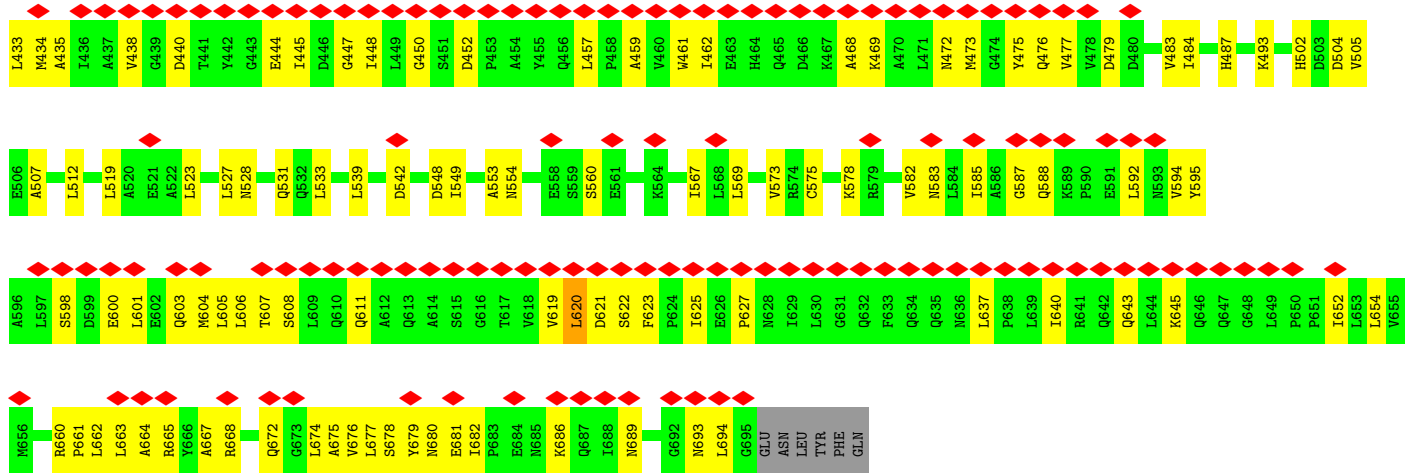 L433 M434 A435 I436 A437 V438 G439 D440 T441 Y442 G443 E444 I445 D446 G447 I448 L449 G450 S451 D452 P453 A454 Y455 Q456 L457 P458 A459 V460 W461 I462 E463 H464 Q465 D466 K467 A468 K469 A470 L471 N472 M473 G474 Y475 Q476 V477 V478 D479 D480 V483 I484 H487 K493 H502 D503 D504 V505
E506 A507 L512 L519 A520 E521 A522 L523 L527 N528 Q531 Q532 L533 L539 D542 D548 I549 A553 N554 E558 S559 S560 E561 K564 I567 L568 L569 V573 R574 C575 K578 R579 V582 N583 L584 I585 A586 G587 Q588 K589 P590 E591 L592 N593 V594 Y595
A596 L597 S598 D599 E600 L601 E602 Q603 M604 L605 L606 T607 S608 L609 Q610 Q611 A612 Q613 A614 S615 G616 T617 V618 V619 L620 D621 S622 F623 P624 I625 E626 P627 N628 I629 L630 G631 Q632 F633 Q634 Q635 N636 L637 P638 L639 I640 R641 Q642 Q643 L644 K645 Q646 Q647 G648 L649 P650 P651 I652 L653 L654 V655
M656 R660 P661 L662 L663 A664 R665 Y666 A667 R668 Q672 G673 L674 A675 V676 L677 S678 Y679 N680 E681 I682 P683 E684 N685 K686 Q687 I688 N689 G692 N693 L694 G695 GLU ASN LEU TYR PHE GLN